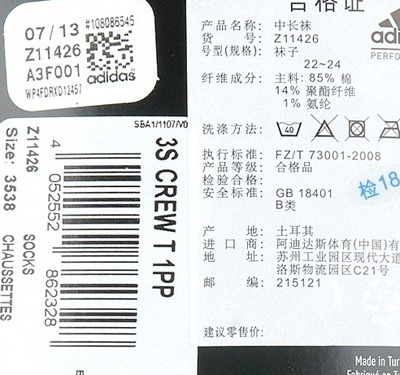 07/13
Z11426
A3F001
WP4FDRKD12457
#108086545
adidas
SBA1/1107/V0
3S CREW T 1PP
Z11426 SOCKS
Size: 3538 CHAUSSETTES
4 052552 862328
合格证
产品名称: 中长袜
货 号: Z11426
号型(规格): 袜子
22~24
纤维成分: 主料: 85% 棉
14% 聚酯纤维
1% 氨纶
洗涤方法:
40
执行标准: FZ/T 73001-2008
产品等级: 合格品
检验合格:
安全标准: GB 18401
B类
检18
产 地: 土耳其
进 口 商: 阿迪达斯体育(中国)有
地 址: 苏州工业园区现代大道
洛斯物流园区C21号
邮 编: 215121
建议零售价:
adi
PERFO
Made in Tur
Fabriqué en Tu